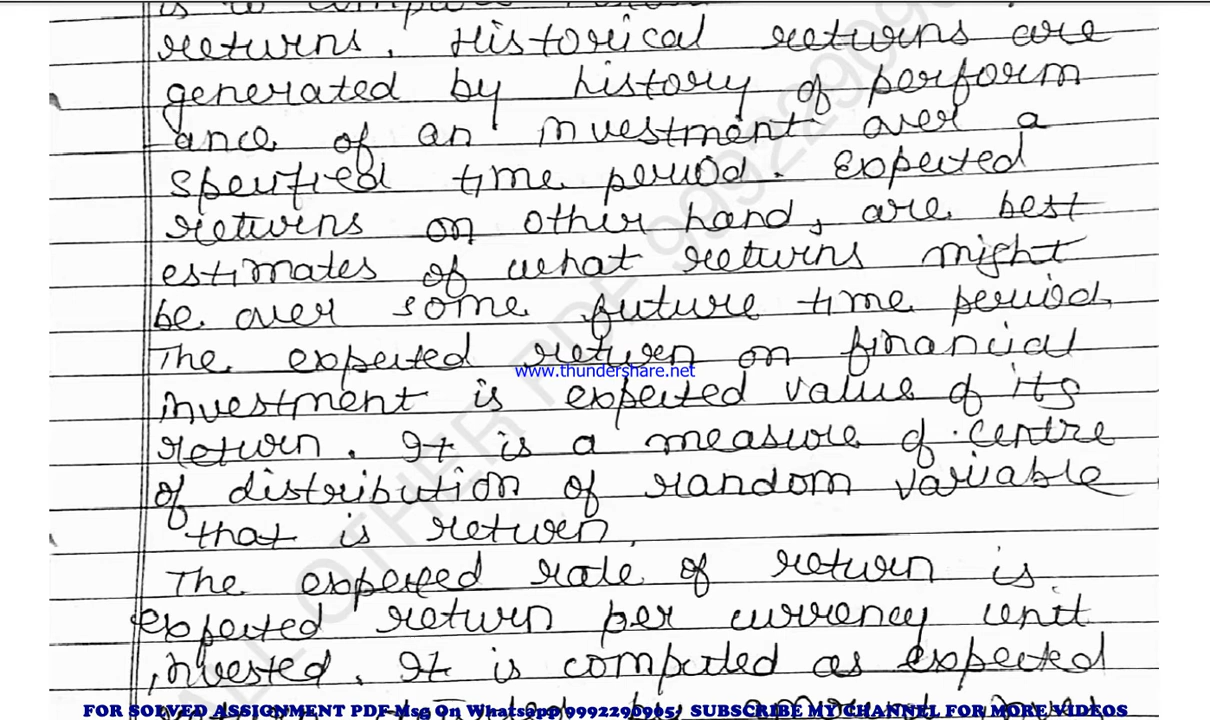 is to compute
returns. Historical returns are
generated by history of perform
ance of an investment over a
specified time period. Expected
returns on other hand, are best
estimates of what returns might
be over some future time period.
The expected return on financial
www.thundershare.net
investment is expected value of its
return. It is a measure of centre
of distribution of random variable
that is return.
The expected rate of return is
expected return per currency unit
invested. It is computed as expected
FOR SOLVED ASSIGNMENT PDF Msg On Whatsapp 9992290905, SUBSCRIBE MY CHANNEL FOR MORE VIDEOS